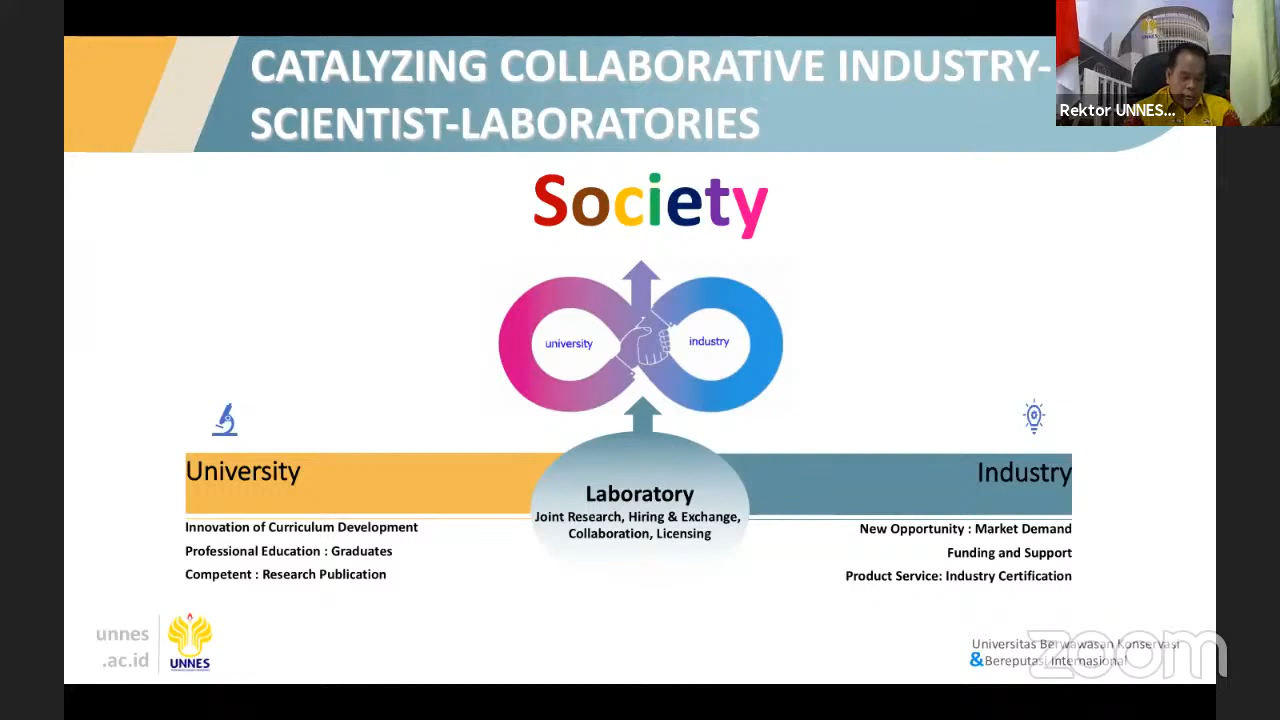 CATALYZING COLLABORATIVE INDUSTRY-
SCIENTIST-LABORATORIES
UNNES
Rektor UNNES...
Society
university
industry
University
Industry
Laboratory
Joint Research, Hiring & Exchange,
Collaboration, Licensing
Innovation of Curriculum Development
Professional Education : Graduates
Competent : Research Publication
New Opportunity : Market Demand
Funding and Support
Product Service: Industry Certification
unnes
.ac.id
UNNES
Universitas Berwawasan Konservasi
&Bereputasi Internasional
zoom